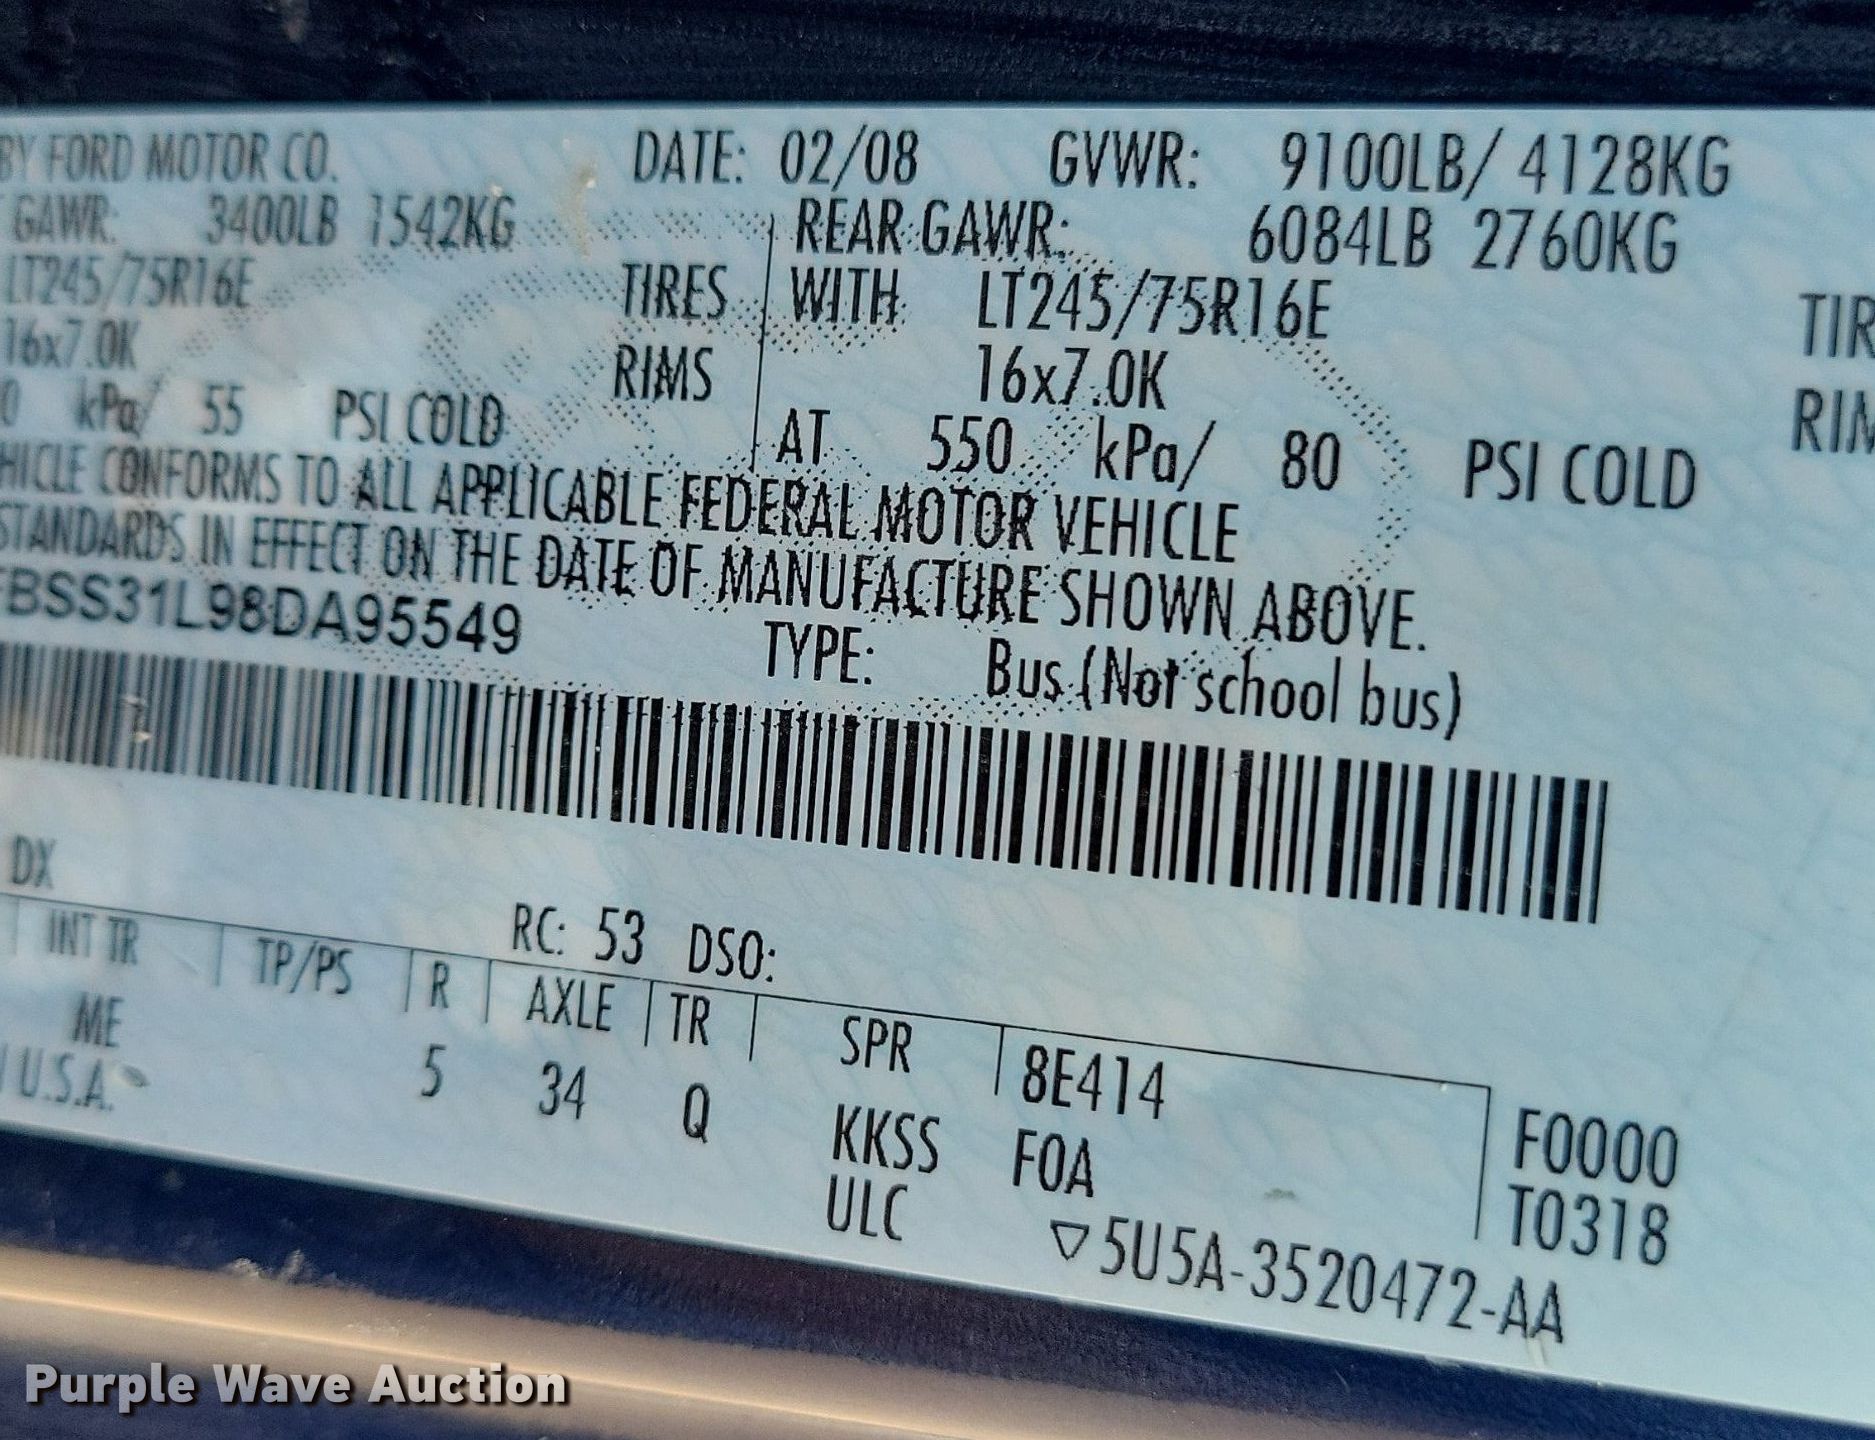 BY FORD MOTOR CO. DATE: 02/08 GVWR: 9100LB/ 4128KG
GAWR: 3400LB 1542KG REAR GAWR: 6084LB 2760KG
LT245/75R16E TIRES WITH LT245/75R16E TIR
16x7.0K RIMS 16x7.0K RIM
0 kPa/ 55 PSI COLD AT 550 kPa/ 80 PSI COLD
HICLE CONFORMS TO ALL APPLICABLE FEDERAL MOTOR VEHICLE
STANDARDS IN EFFECT ON THE DATE OF MANUFACTURE SHOWN ABOVE.
FBSS31L98DA95549 TYPE: Bus (Not school bus)
DX
RC: 53 DSO:
INT TR TP/PS R AXLE TR SPR 8E414
ME 5 34 Q KKSS FOA F0000
U.S.A. ULC ▽5U5A-3520472-AA T0318
Purple Wave Auction